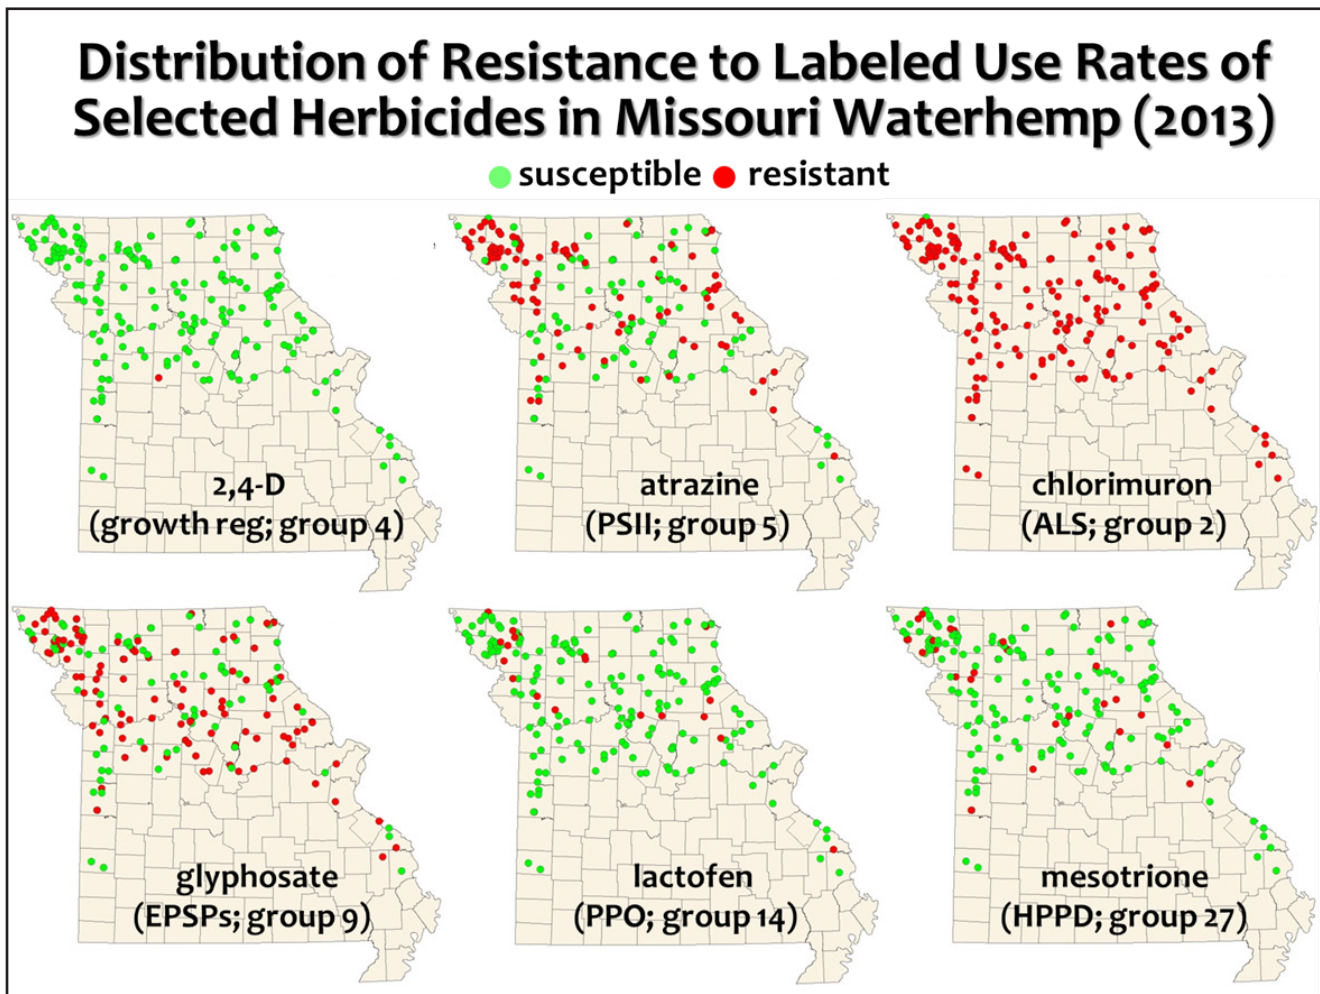 Distribution of Resistance to Labeled Use Rates of
Selected Herbicides in Missouri Waterhemp (2013)
susceptible resistant
2,4-D
(growth reg; group 4)
atrazine
(PSII; group 5)
chlorimuron
(ALS; group 2)
glyphosate
(EPSPs; group 9)
lactofen
(PPO; group 14)
mesotrione
(HPPD; group 27)